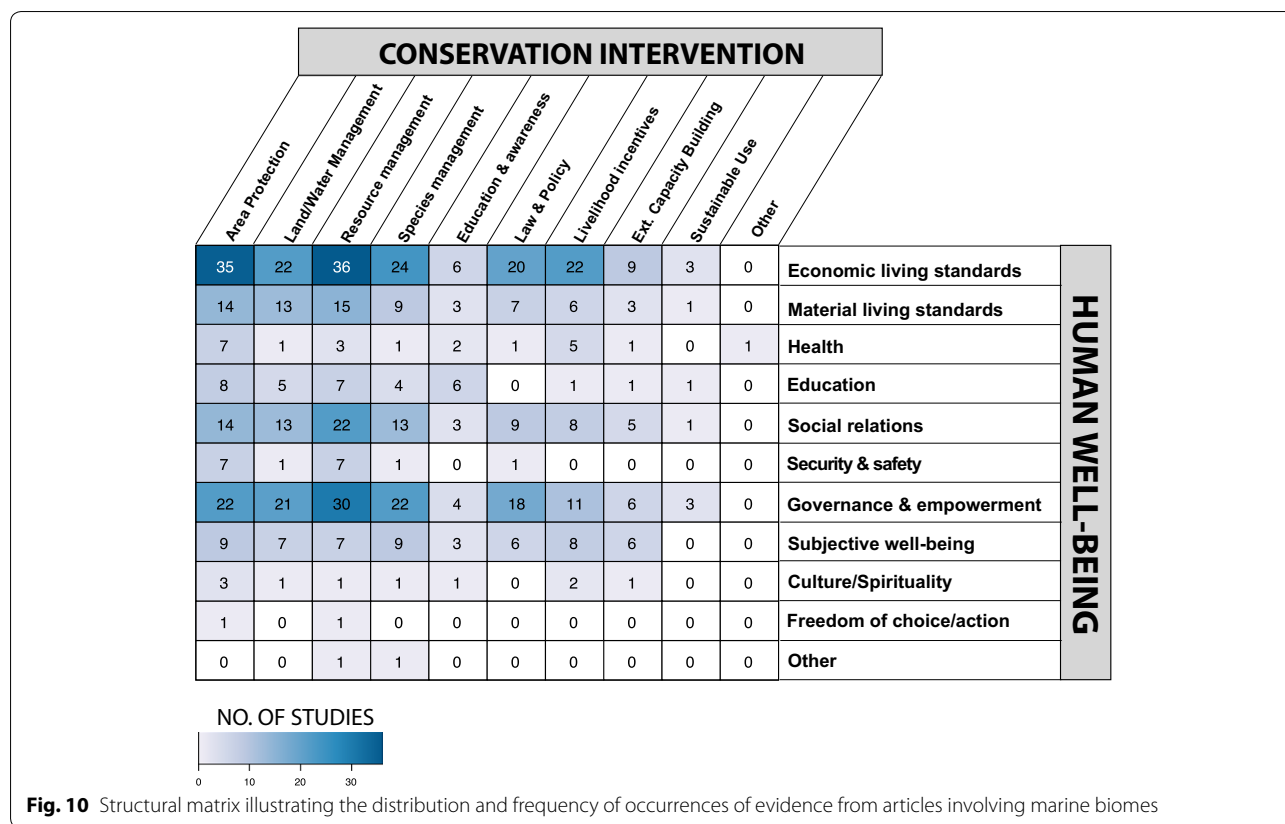 CONSERVATION INTERVENTION
Area Protection
Land/Water Management
Resource management
Species management
Education & awareness
Law & Policy
Livelihood incentives
Ext. Capacity Building
Sustainable Use
Other
35 22 36 24 6 20 22 9 3 0 Economic living standards
14 13 15 9 3 7 6 3 1 0 Material living standards
7 1 3 1 2 1 5 1 0 1 Health
8 5 7 4 6 0 1 1 1 0 Education
14 13 22 13 3 9 8 5 1 0 Social relations
7 1 7 1 0 1 0 0 0 0 Security & safety
22 21 30 22 4 18 11 6 3 0 Governance & empowerment
9 7 7 9 3 6 8 6 0 0 Subjective well-being
3 1 1 1 1 0 2 1 0 0 Culture/Spirituality
1 0 1 0 0 0 0 0 0 0 Freedom of choice/action
0 0 1 1 0 0 0 0 0 0 Other
HUMAN WELL-BEING
NO. OF STUDIES
0 10 20 30
Fig. 10 Structural matrix illustrating the distribution and frequency of occurrences of evidence from articles involving marine biomes